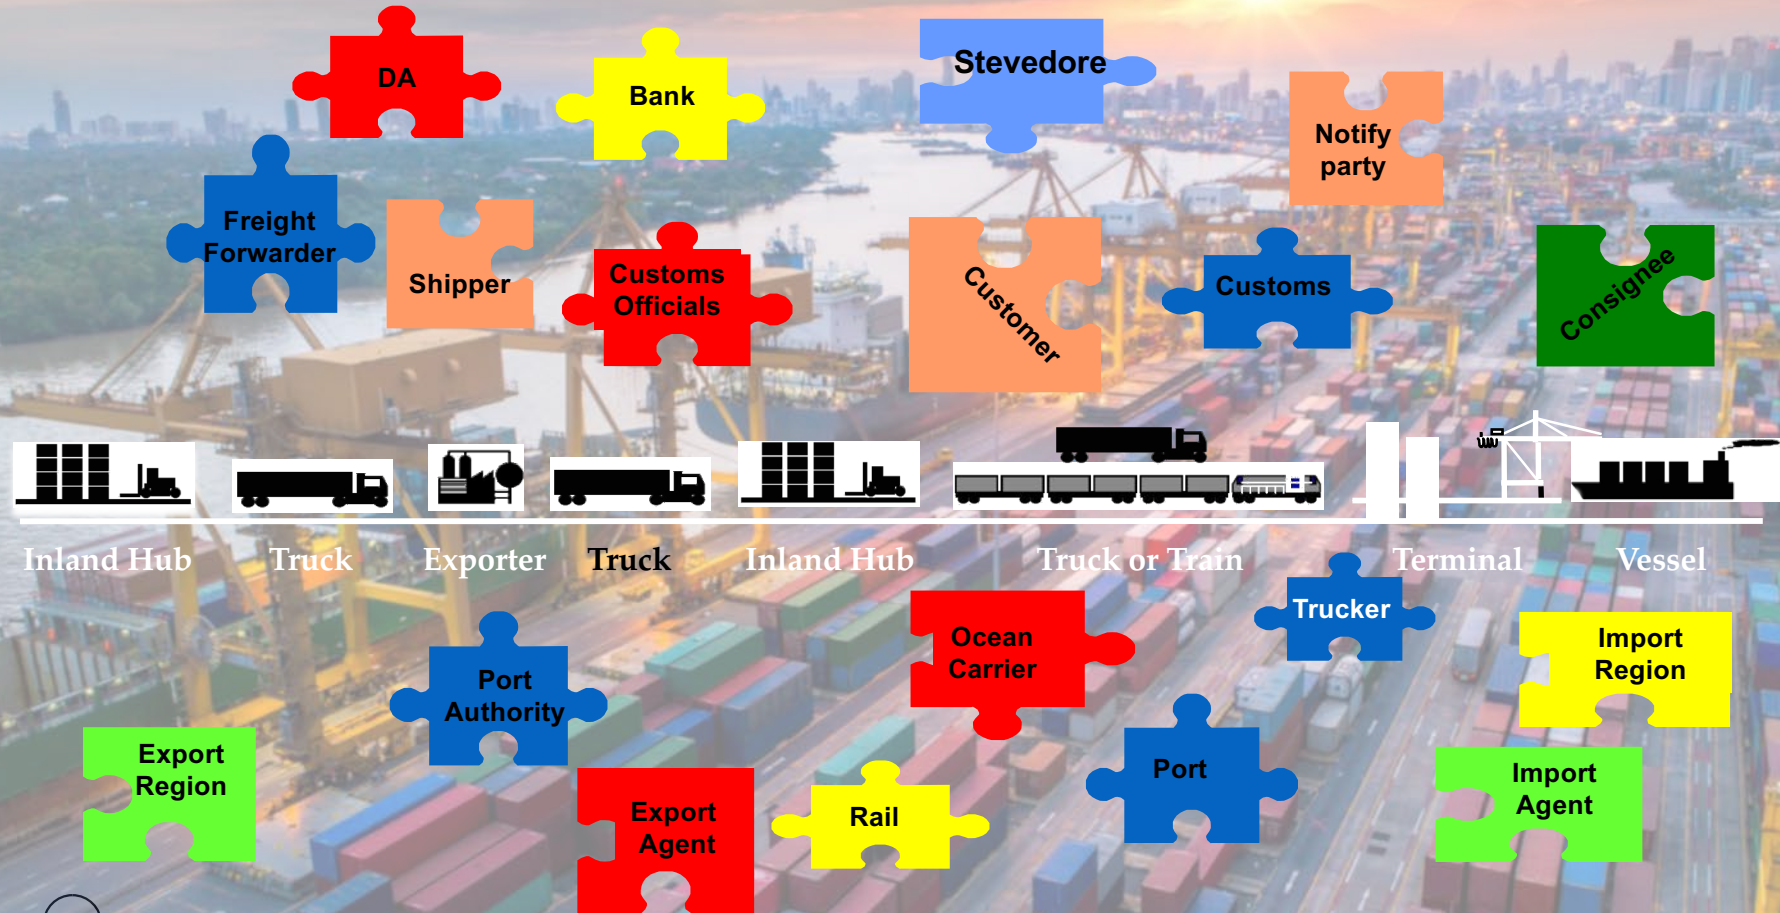 DA
Bank
Stevedore
Notify
party
Freight
Forwarder
Shipper
Customs
Officials
Customer
Customs
Consignee
Inland Hub
Truck
Exporter
Truck
Inland Hub
Truck or Train
Terminal
Vessel
Trucker
Ocean
Carrier
Import
Region
Port
Authority
Export
Region
Port
Import
Agent
Export
Agent
Rail